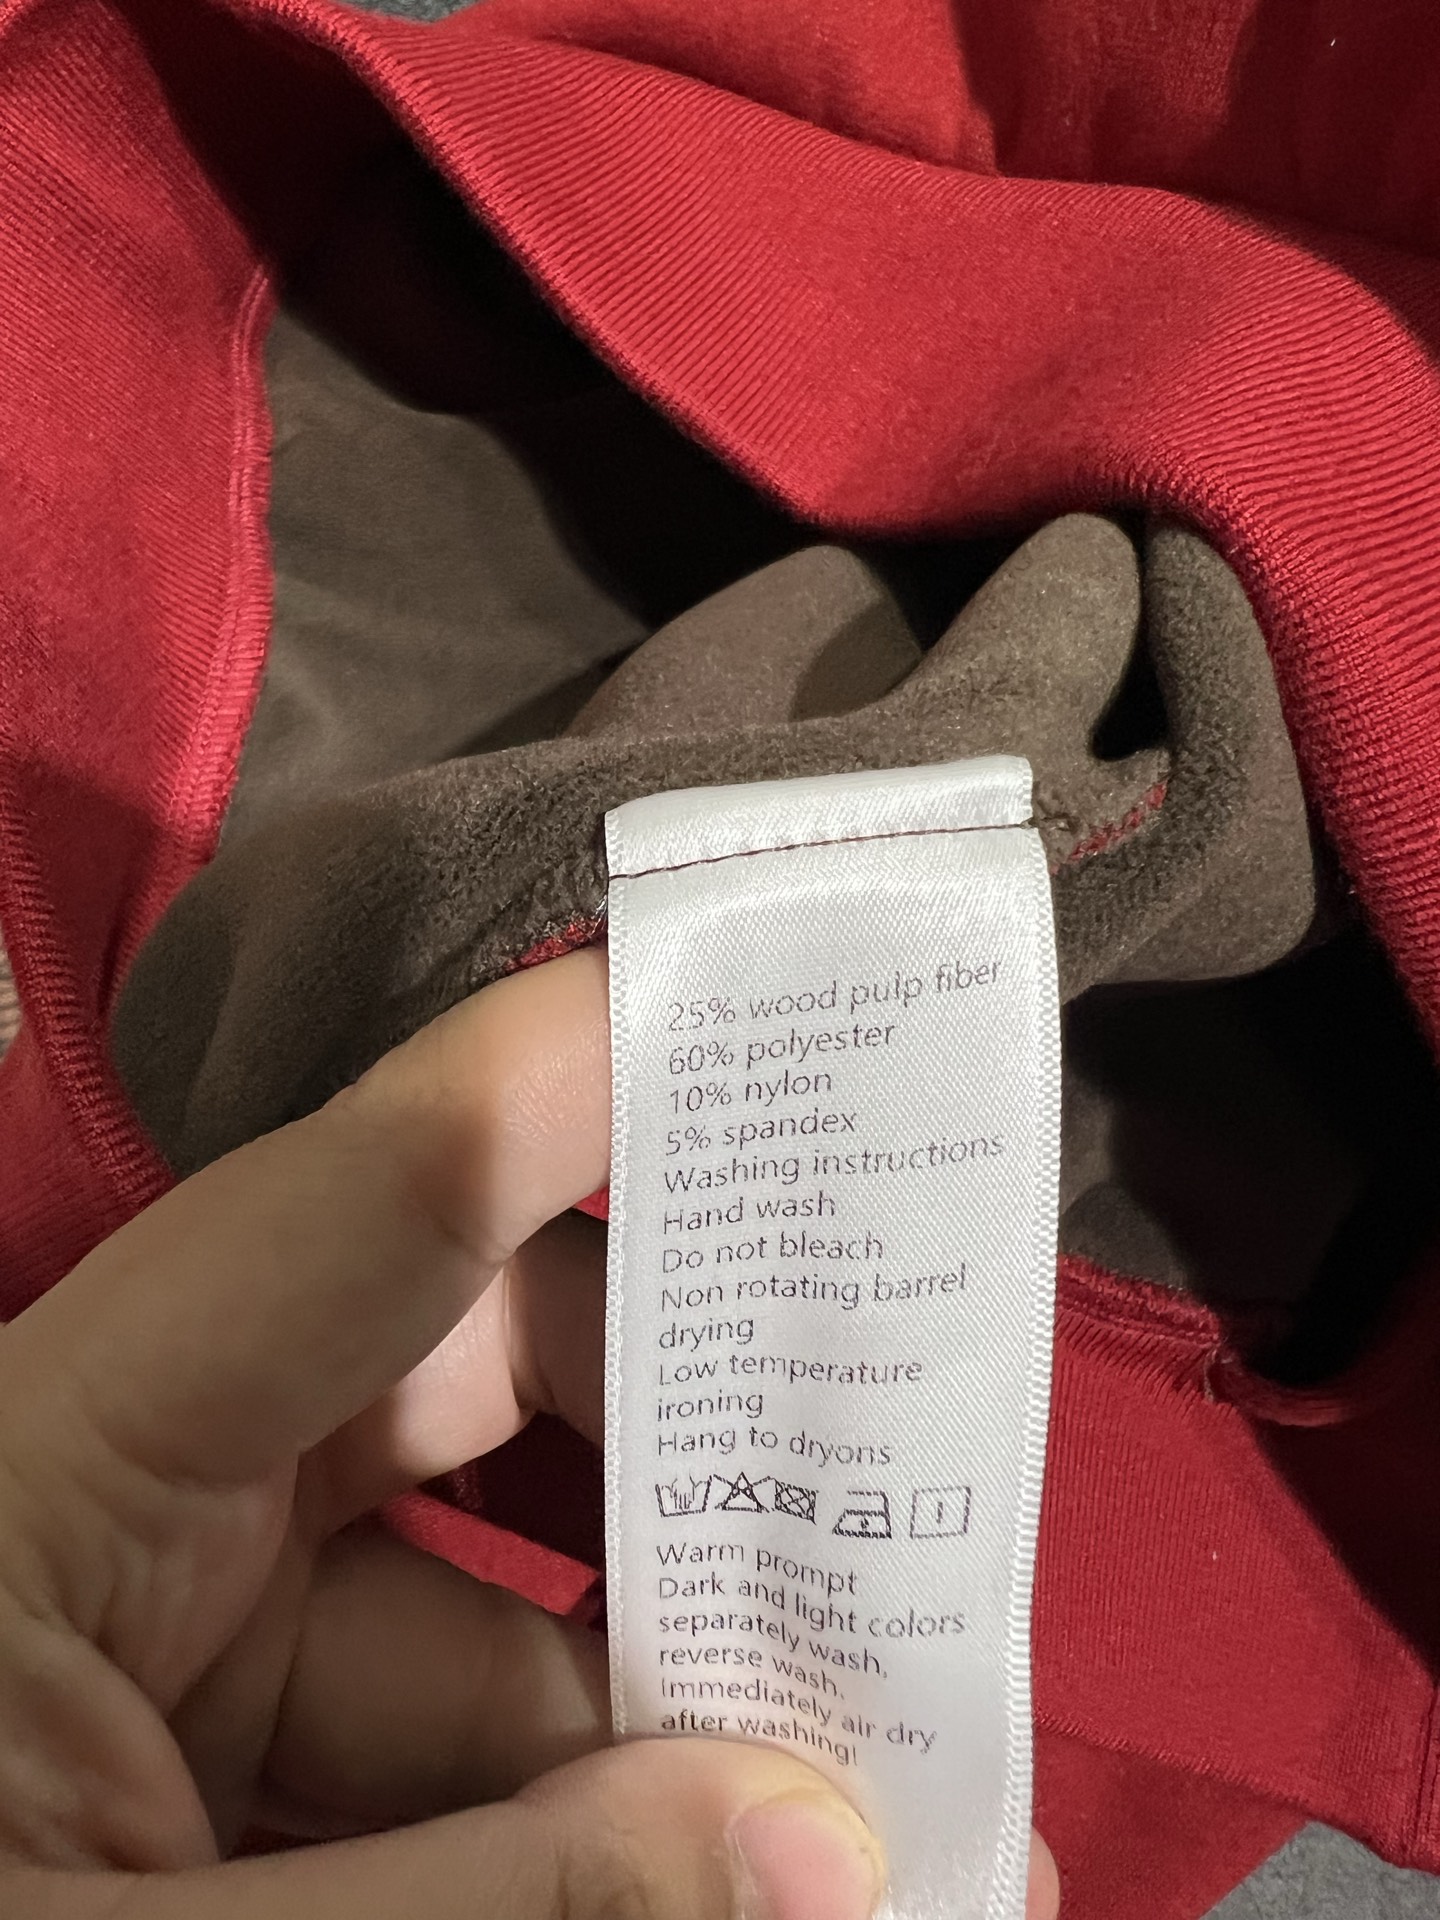 25% wood pulp fiber
60% polyester
10% nylon
5% spandex
Washing instructions
Hand wash
Do not bleach
Non rotating barrel
drying
Low temperature
ironing
Hang to dryons
Warm prompt
Dark and light colors
separately wash,
reverse wash.
Immediately air dry
after washing!